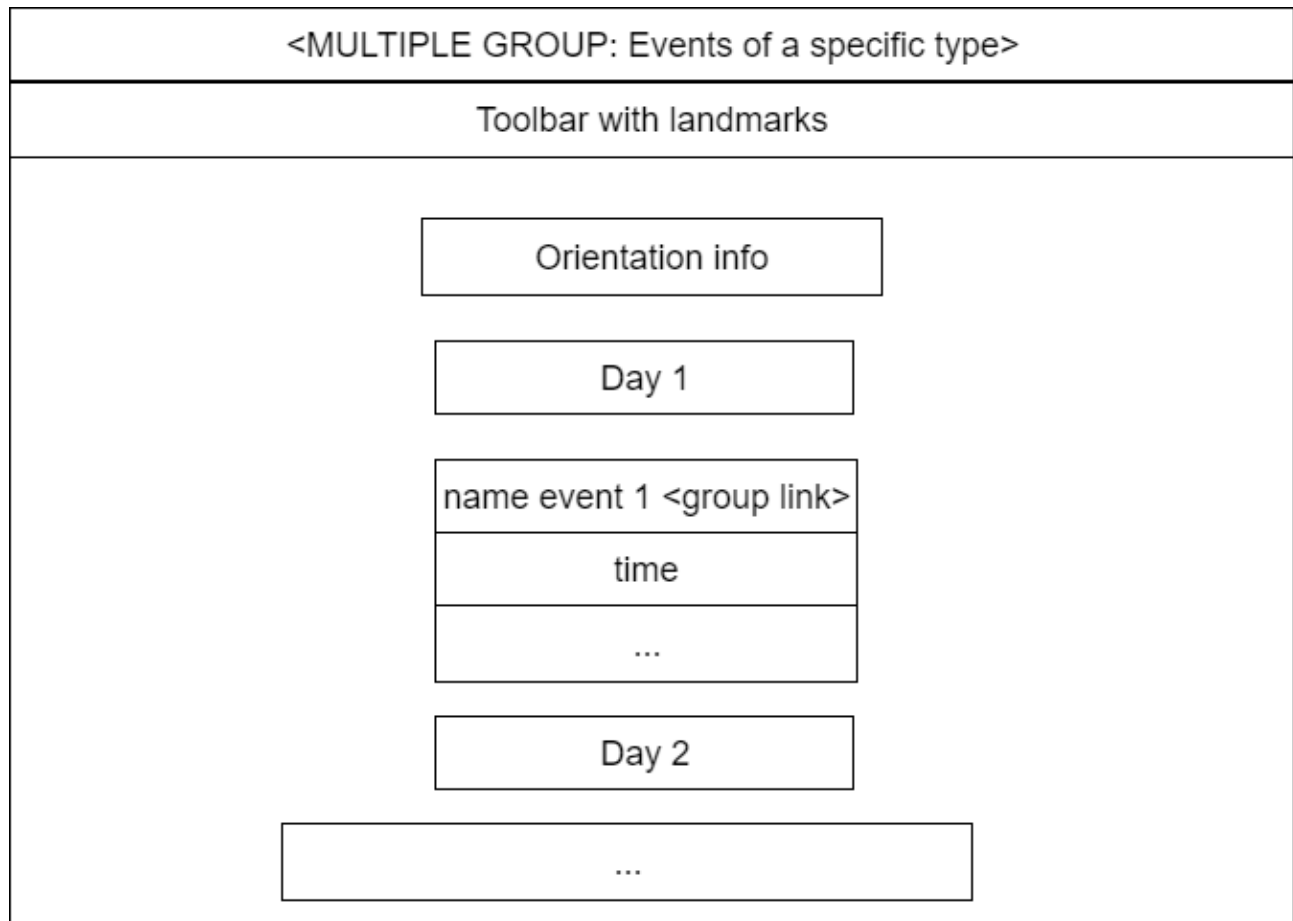 <MULTIPLE GROUP: Events of a specific type>
Toolbar with landmarks
Orientation info
Day 1
name event 1 <group link>
time
...
Day 2
...